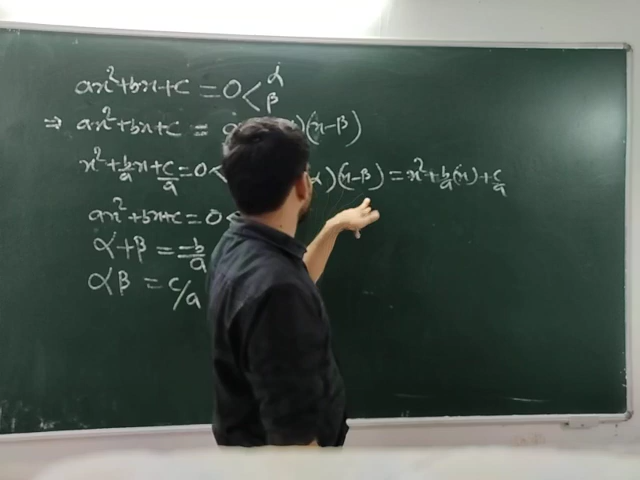 ax²+bx+c = 0 < α β
⇒ ax²+bx+c = a )(x-β)
x²+b/a x+c/a=0< α)(x-β) = x²+b/a(x)+c/a
ax²+bx+c=0<
α+β = -b/a
αβ = c/a